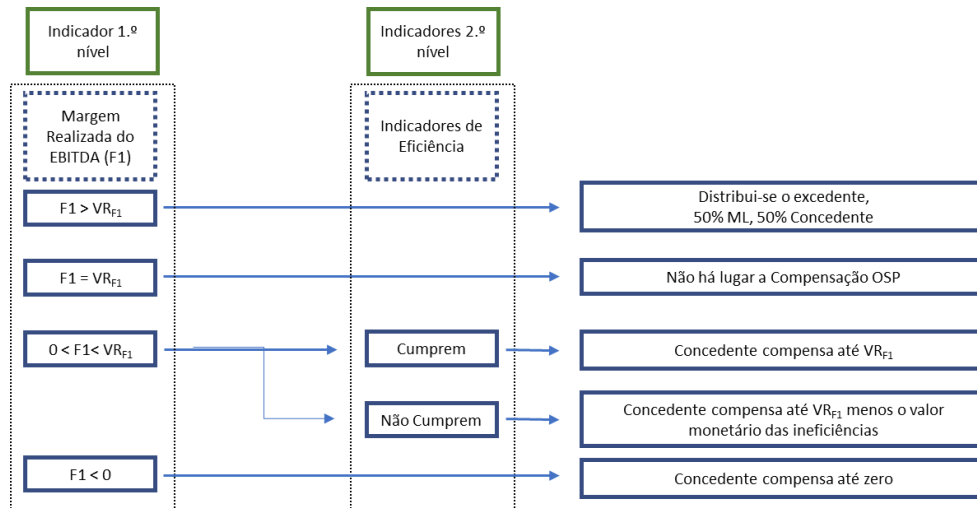 Indicador 1.º
nível
Indicadores 2.º
nível
Margem
Realizada do
EBITDA (F1)
Indicadores de
Eficiência
F1 > VRF1
Distribui-se o excedente,
50% ML, 50% Concedente
F1 = VRF1
Não há lugar a Compensação OSP
0 < F1< VRF1
Cumprem
Concedente compensa até VRF1
Não Cumprem
Concedente compensa até VRF1 menos o valor
monetário das ineficiências
F1 < 0
Concedente compensa até zero